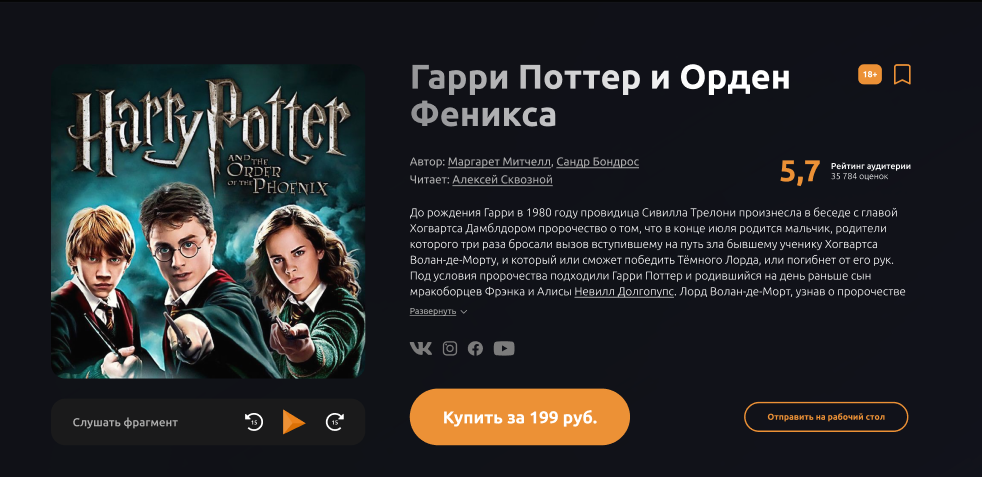 Harry Potter
AND THE
ORDER
OF THE PHOENIX
Слушать фрагмент
15
15
Гарри Поттер и Орден
Феникса
18+
Автор: Маргарет Митчелл, Сандр Бондрос
Читает: Алексей Сквозной
5,7
Рейтинг аудитерии
35 784 оценок
До рождения Гарри в 1980 году провидица Сивилла Трелони произнесла в беседе с главой
Хогвартса Дамблдором пророчество о том, что в конце июля родится мальчик, родители
которого три раза бросали вызов вступившему на путь зла бывшему ученику Хогвартса
Волан-де-Морту, и который или сможет победить Тёмного Лорда, или погибнет от его рук.
Под условия пророчества подходили Гарри Поттер и родившийся на день раньше сын
мракоборцев Фрэнка и Алисы Невилл Долгопупс. Лорд Волан-де-Морт, узнав о пророчестве
Развернуть
Купить за 199 руб.
Отправить на рабочий стол